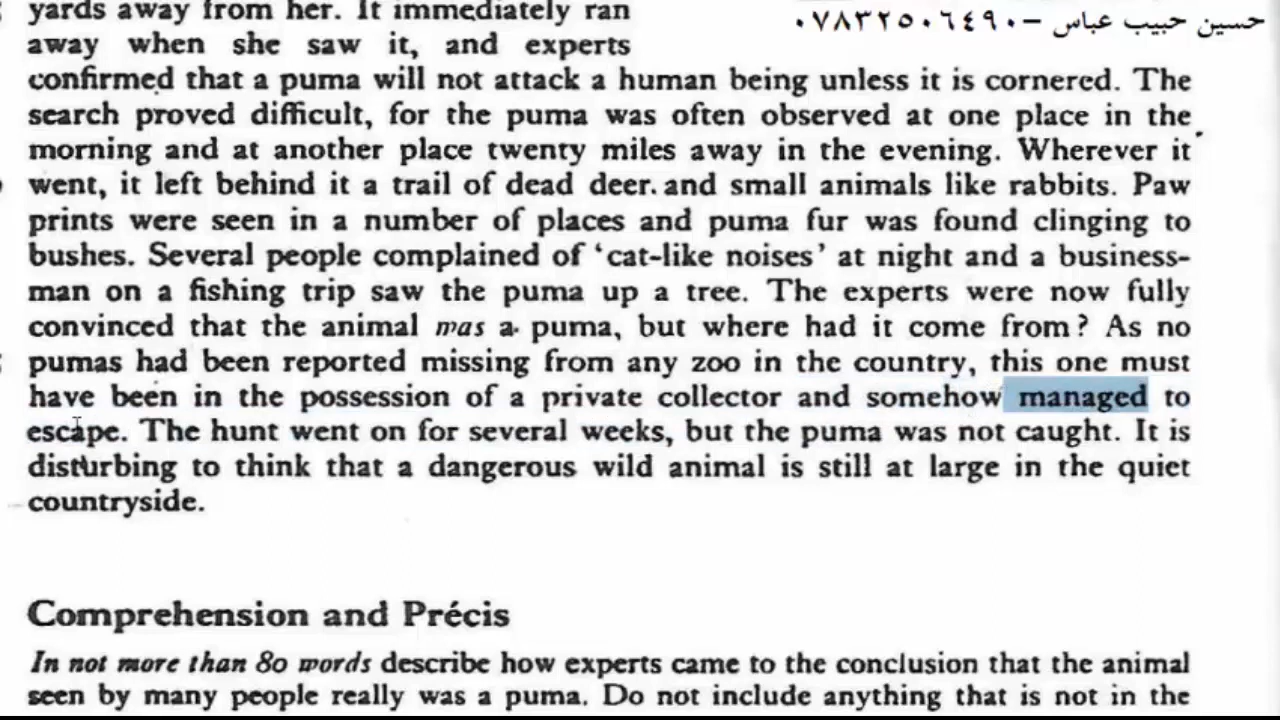 yards away from her. It immediately ran
حسين حبيب عباس – ٠٧٨٣٢٥٠٦٤٩٠
away when she saw it, and experts
confirmed that a puma will not attack a human being unless it is cornered. The
search proved difficult, for the puma was often observed at one place in the
morning and at another place twenty miles away in the evening. Wherever it
went, it left behind it a trail of dead deer. and small animals like rabbits. Paw
prints were seen in a number of places and puma fur was found clinging to
bushes. Several people complained of ‘cat-like noises’ at night and a business-
man on a fishing trip saw the puma up a tree. The experts were now fully
convinced that the animal was a puma, but where had it come from? As no
pumas had been reported missing from any zoo in the country, this one must
have been in the possession of a private collector and somehow managed to
escape. The hunt went on for several weeks, but the puma was not caught. It is
disturbing to think that a dangerous wild animal is still at large in the quiet
countryside.
Comprehension and Précis
In not more than 80 words describe how experts came to the conclusion that the animal
seen by many people really was a puma. Do not include anything that is not in the